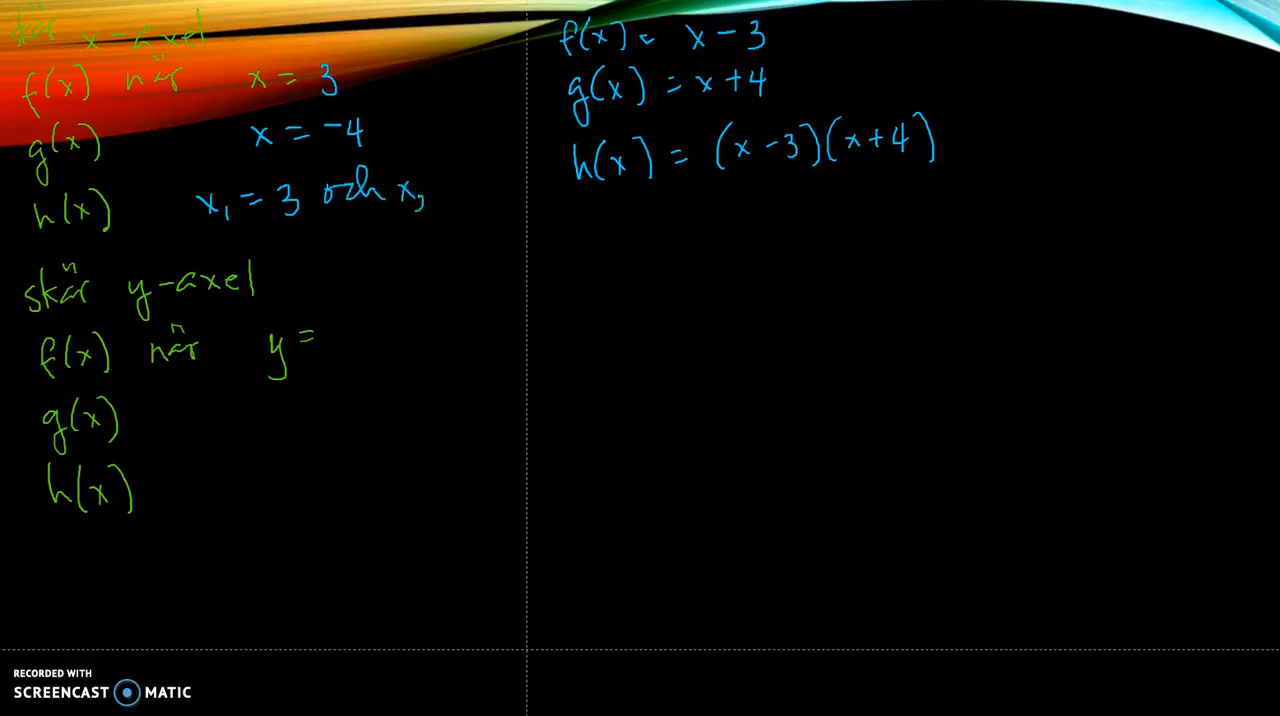 skär x-axel
f(x) när x = 3
g(x) x = -4
h(x) x₁ = 3 och x₂
skär y-axel
f(x) när y =
g(x)
h(x)
f(x) = x - 3
g(x) = x + 4
h(x) = (x - 3)(x + 4)
RECORDED WITH
SCREENCAST MATIC